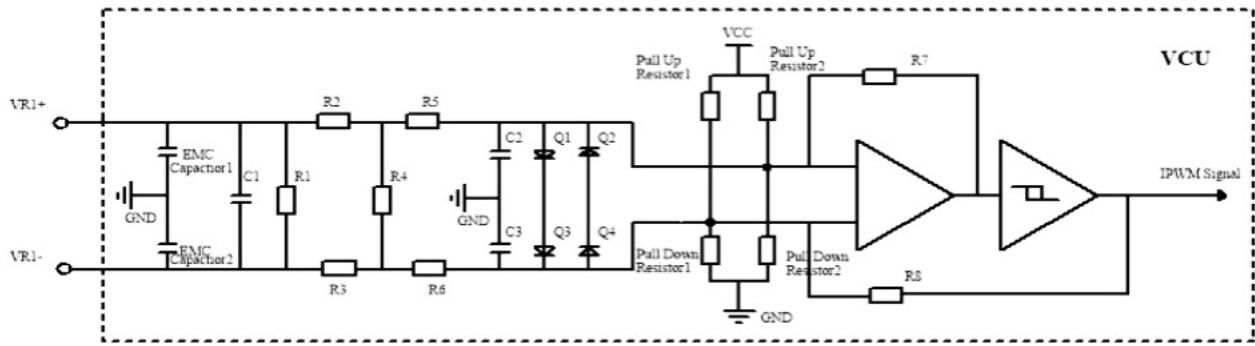 VCU
VCC
Pull Up
Resistor1
Pull Up
Resistor2
R7
VR1+
R2
R5
EMC
Capactior1
C1
R1
R4
C2
Q1
Q2
GND
GND
IPWM Signal
EMC
Capactior2
C3
Q3
Q4
VR1-
R3
R6
Pull Down
Resistor1
Pull Down
Resistor2
R8
GND